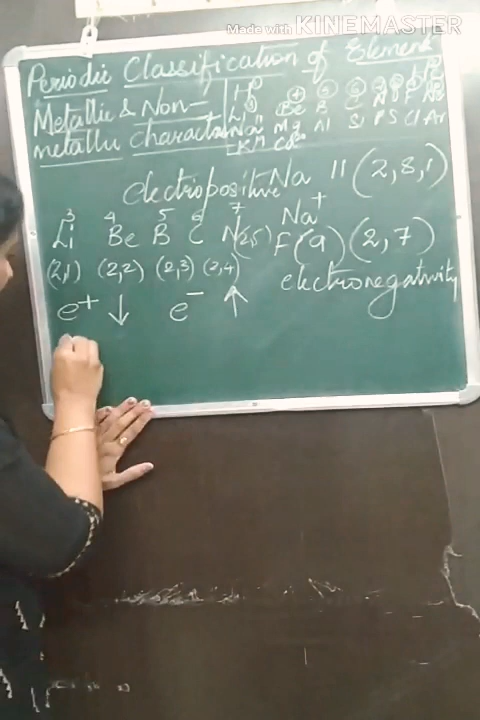 Made with KINEMASTER
Periodic Classification of Element
Metallic & Non-
metallic character
H
Li Be B C N O F Ne
Na Mg Al Si P S Cl Ar
K Ca
electropositive Na 11 (2,8,1)
3 4 5 6 7 Na+
Li Be B C N (2,5) F (9) (2,7)
(2,1) (2,2) (2,3) (2,4) electronegativity
e+ ↓ e- ↑